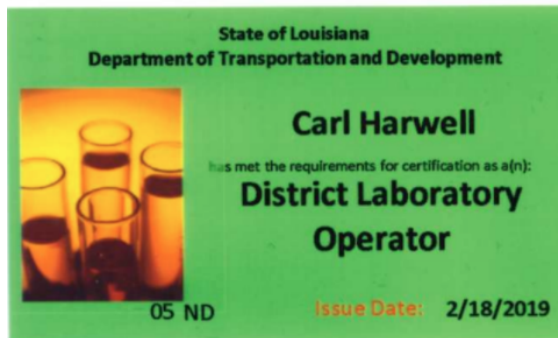 State of Louisiana
Department of Transportation and Development
Carl Harwell
has met the requirements for certification as a(n):
District Laboratory
Operator
05 ND
Issue Date: 2/18/2019